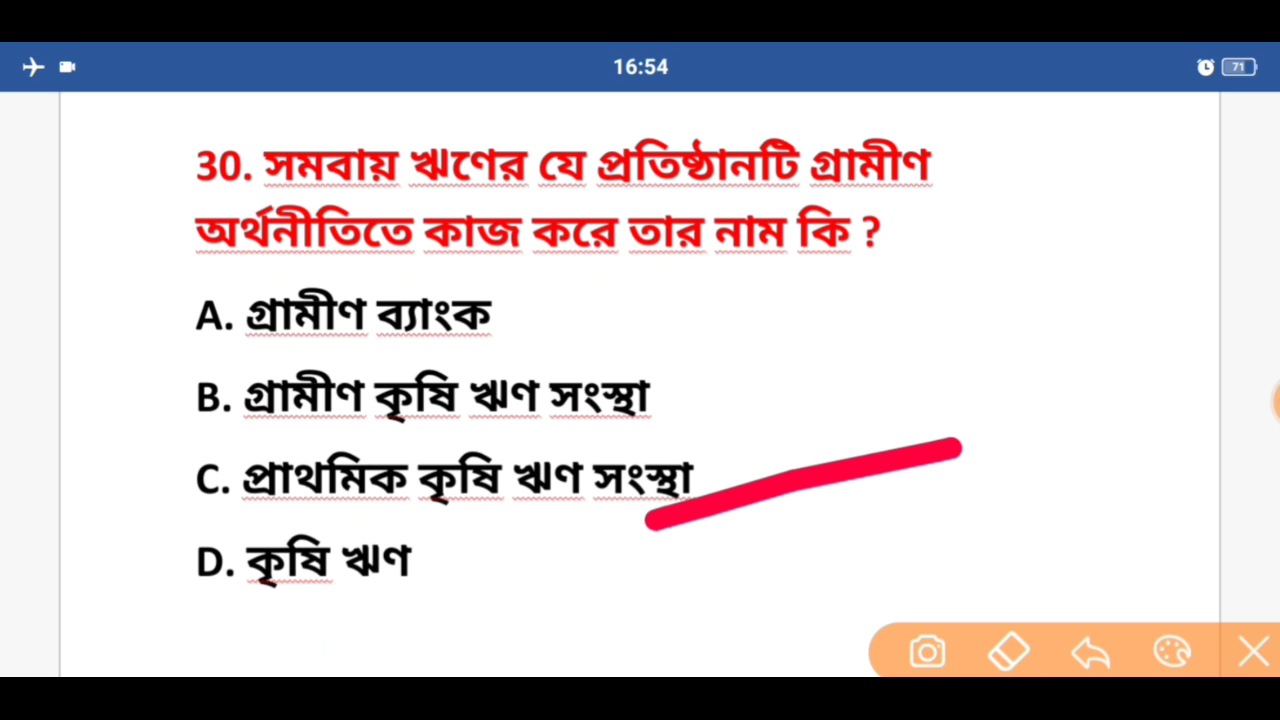 16:54
71
30. সমবায় ঋণের যে প্রতিষ্ঠানটি গ্রামীণ
অর্থনীতিতে কাজ করে তার নাম কি ?
A. গ্রামীণ ব্যাংক
B. গ্রামীণ কৃষি ঋণ সংস্থা
C. প্রাথমিক কৃষি ঋণ সংস্থা
D. কৃষি ঋণ